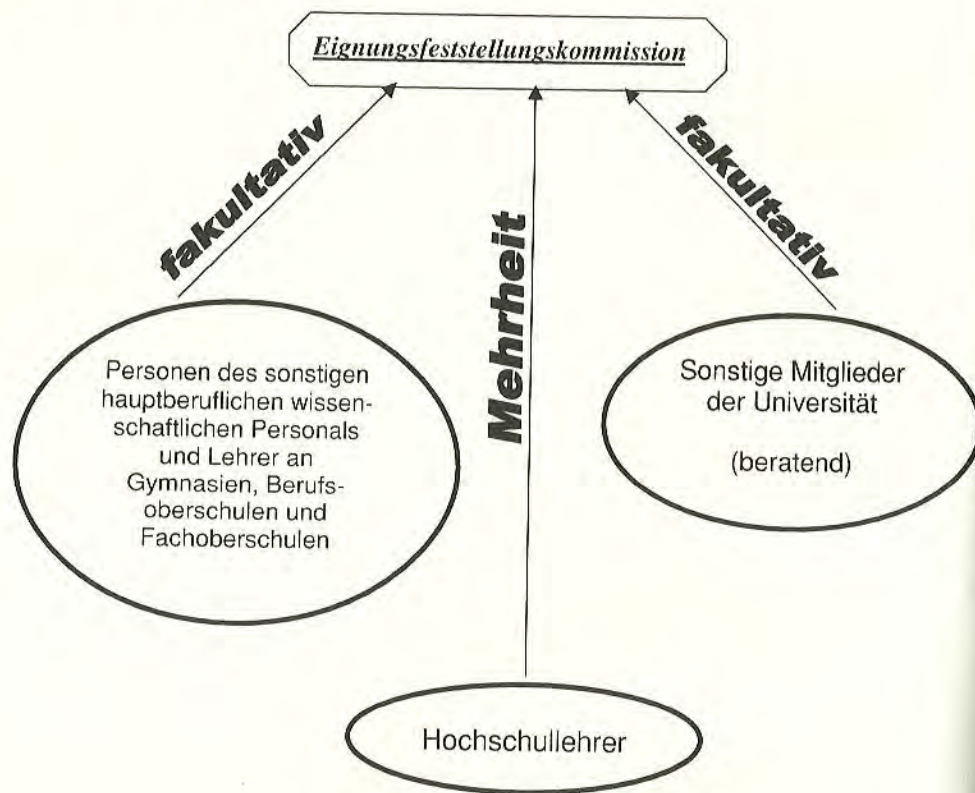 Eignungsfeststellungskommission
fakultativ
Mehrheit
fakultativ
Personen des sonstigen
hauptberuflichen wissen-
schaftlichen Personals
und Lehrer an
Gymnasien, Berufs-
oberschulen und
Fachoberschulen
Sonstige Mitglieder
der Universität
(beratend)
Hochschullehrer